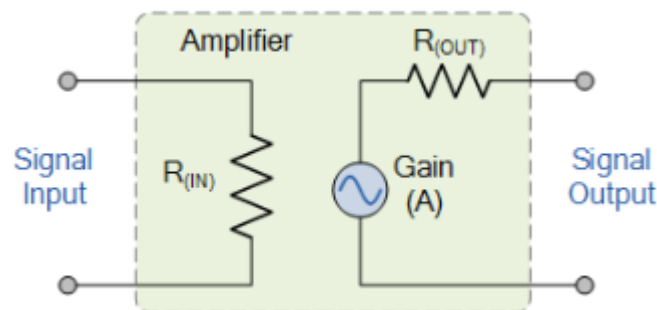 Amplifier
R(OUT)
Signal
Input
R(IN)
Gain
(A)
Signal
Output